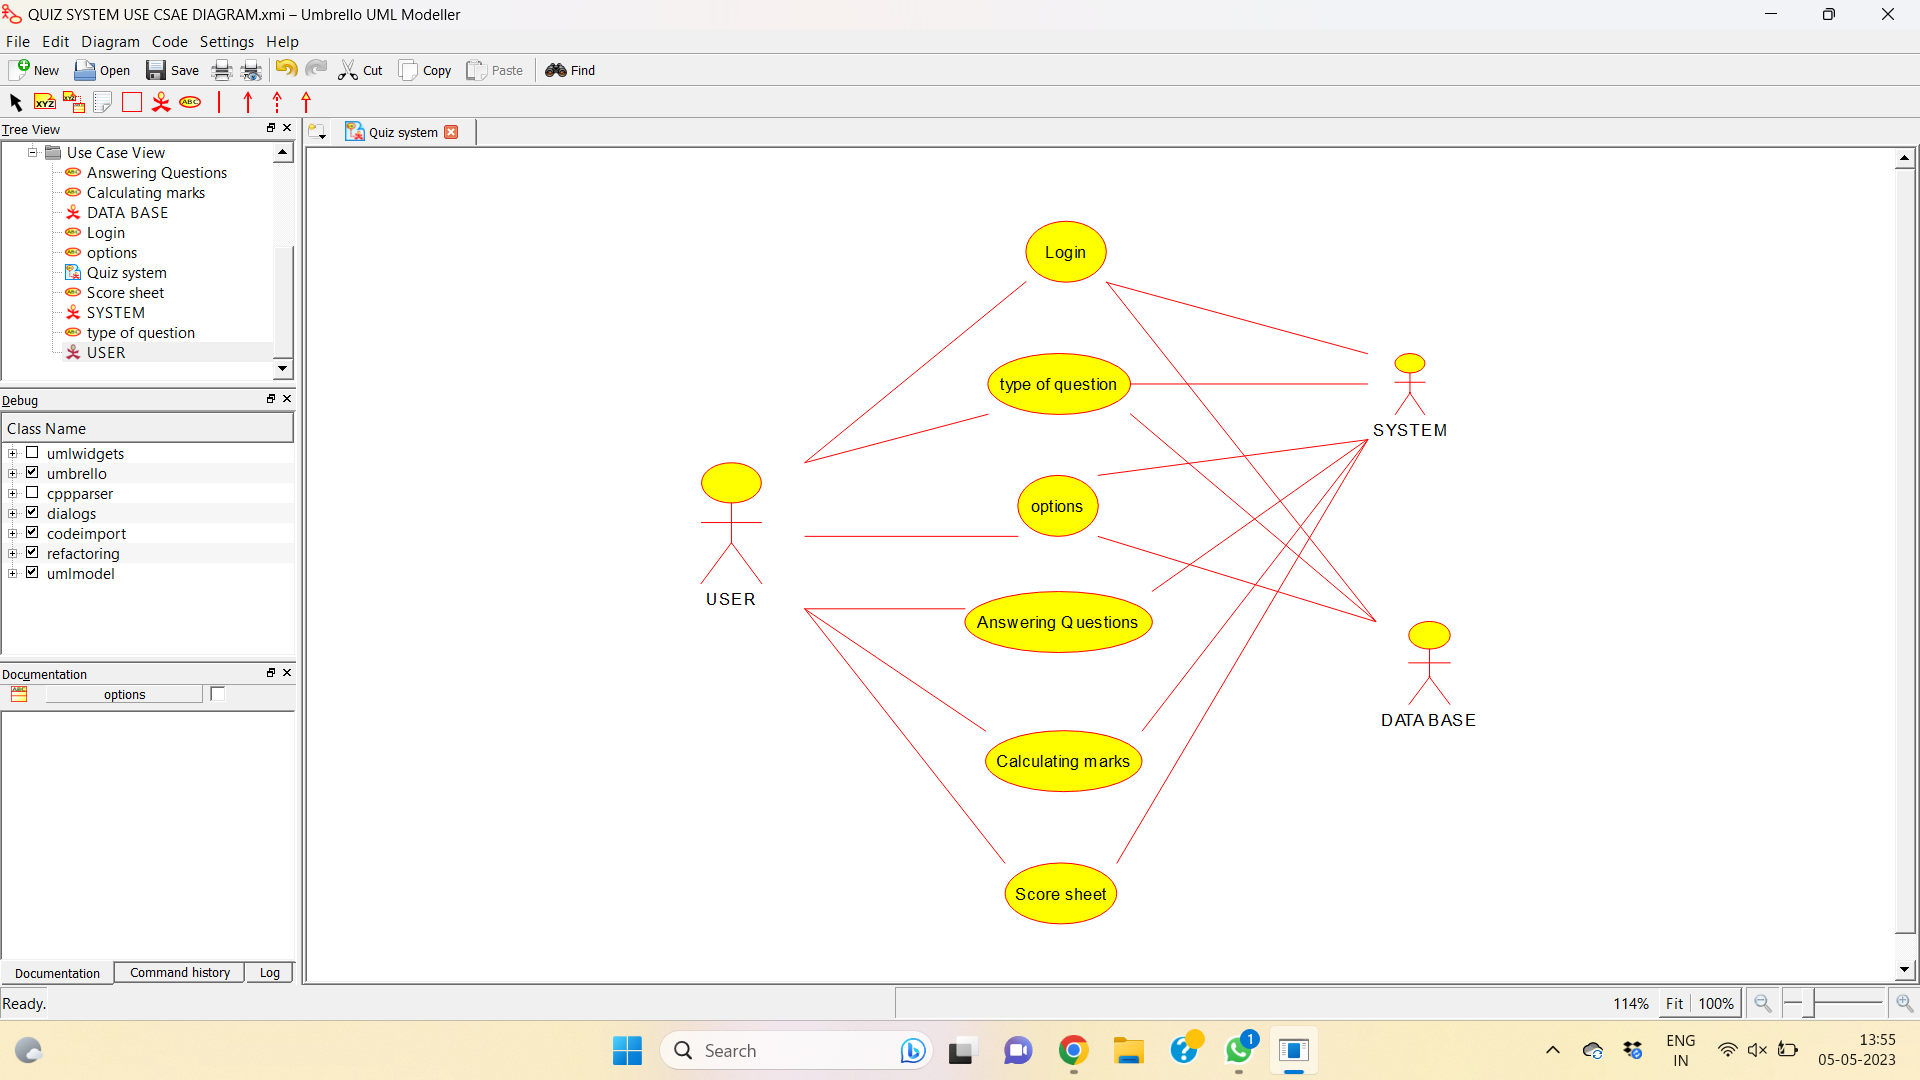 QUIZ SYSTEM USE CSAE DIAGRAM.xmi – Umbrello UML Modeller
File Edit Diagram Code Settings Help
New Open Save Cut Copy Paste Find
XYZ XYZ ABC
Tree View
Quiz system
Use Case View
Answering Questions
Calculating marks
DATA BASE
Login
options
Quiz system
Score sheet
SYSTEM
type of question
USER
Debug
Class Name
umlwidgets
umbrello
cppparser
dialogs
codeimport
refactoring
umlmodel
Documentation
options
Documentation Command history Log
Login
type of question
SYSTEM
options
USER
Answering Questions
DATA BASE
Calculating marks
Score sheet
Ready.
114% Fit 100%
Search
1
ENG
IN
13:55
05-05-2023